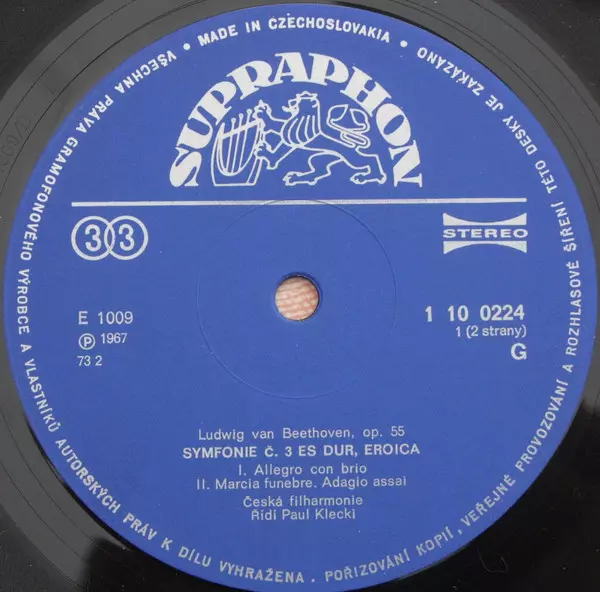 VŠECHNA PRÁVA GRAMOFONOVÉHO VÝROBCE A VLASTNÍKŮ AUTORSKÝCH PRÁV K DÍLU VYHRAŽENA . POŘIZOVÁNÍ KOPIÍ, VEŘEJNÉ PROVOZOVÁNÍ A ROZHLASOVÉ ŠÍŘENÍ TÉTO DESKY JE ZAKÁZÁNO
• MADE IN CZECHOSLOVAKIA •
SUPRAPHON
33
STEREO
E 1009
Ⓟ 1967
73 2
1 10 0224
1 (2 strany)
G
Ludwig van Beethoven, op. 55
SYMFONIE Č. 3 ES DUR, EROICA
I. Allegro con brio
II. Marcia funebre. Adagio assai
Česká filharmonie
Řídí Paul Klecki